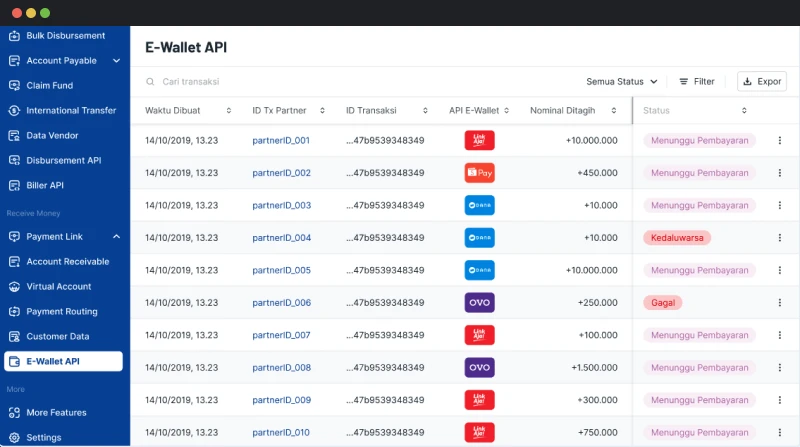 Bulk Disbursement
Account Payable
Claim Fund
International Transfer
Data Vendor
Disbursement API
Biller API
Receive Money
Payment Link
Account Receivable
Virtual Account
Payment Routing
Customer Data
E-Wallet API
More
More Features
Settings
E-Wallet API
Cari transaksi
Semua Status
Filter
Expor
Waktu Dibuat ID Tx Partner ID Transaksi API E-Wallet Nominal Ditagih Status
14/10/2019, 13.23 partnerID_001 ...47b9539348349 Link Aja! +10.000.000 Menunggu Pembayaran
14/10/2019, 13.23 partnerID_002 ...47b9539348349 Pay +450.000 Menunggu Pembayaran
14/10/2019, 13.23 partnerID_003 ...47b9539348349 DANA +10.000 Menunggu Pembayaran
14/10/2019, 13.23 partnerID_004 ...47b9539348349 DANA +10.000 Kedaluwarsa
14/10/2019, 13.23 partnerID_005 ...47b9539348349 DANA +10.000.000 Menunggu Pembayaran
14/10/2019, 13.23 partnerID_006 ...47b9539348349 OVO +250.000 Gagal
14/10/2019, 13.23 partnerID_007 ...47b9539348349 Link Aja! +100.000 Menunggu Pembayaran
14/10/2019, 13.23 partnerID_008 ...47b9539348349 OVO +1.500.000 Menunggu Pembayaran
14/10/2019, 13.23 partnerID_009 ...47b9539348349 Link Aja! +300.000 Menunggu Pembayaran
14/10/2019, 13.23 partnerID_010 ...47b9539348349 Link Aja! +750.000 Menunggu Pembayaran